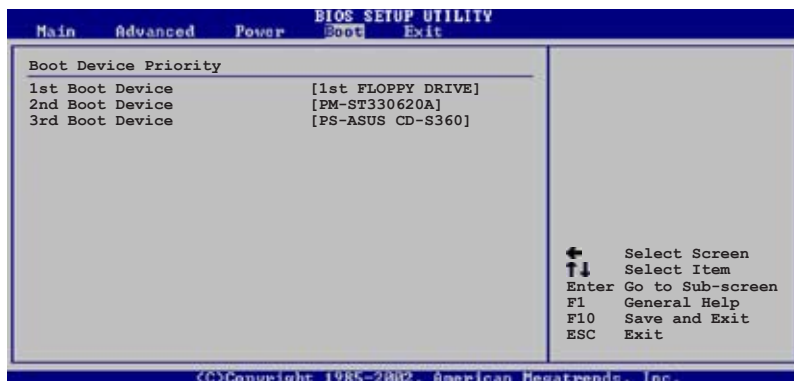 BIOS SETUP UTILITY
Main Advanced Power Boot Exit
Boot Device Priority
1st Boot Device [1st FLOPPY DRIVE]
2nd Boot Device [PM-ST330620A]
3rd Boot Device [PS-ASUS CD-S360]
← Select Screen
↑↓ Select Item
Enter Go to Sub-screen
F1 General Help
F10 Save and Exit
ESC Exit
(C)Copyright 1985-2002, American Megatrends, Inc.